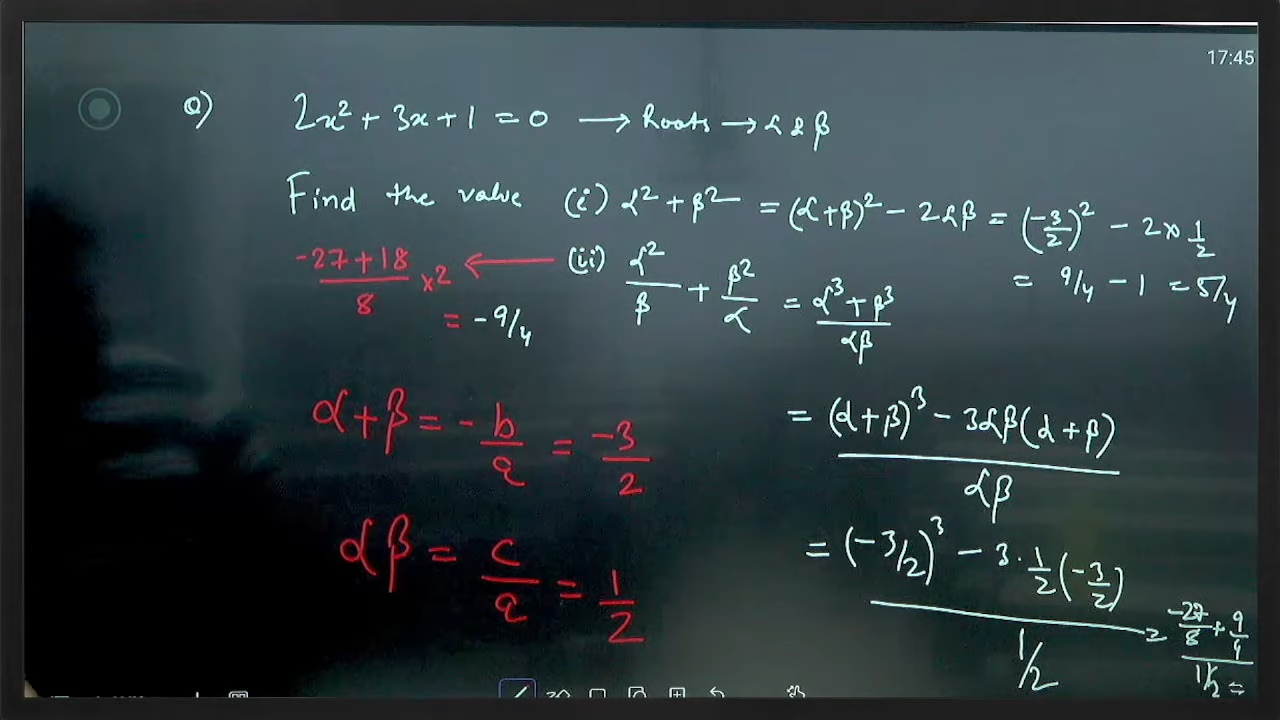 17:45
Q) 2x² + 3x + 1 = 0 → Roots → α & β
Find the value (i) α² + β² = (α+β)² - 2αβ = (-3/2)² - 2 × 1/2
= 9/4 - 1 = 5/4
(ii) α²/β + β²/α = α³ + β³/αβ
-27+18/8 ×2
= -9/4
= (α+β)³ - 3αβ(α+β)/αβ
= (-3/2)³ - 3·1/2(-3/2)/1/2 = -27/8 + 9/4/1/2 =
α+β = -b/a = -3/2
αβ = c/a = 1/2